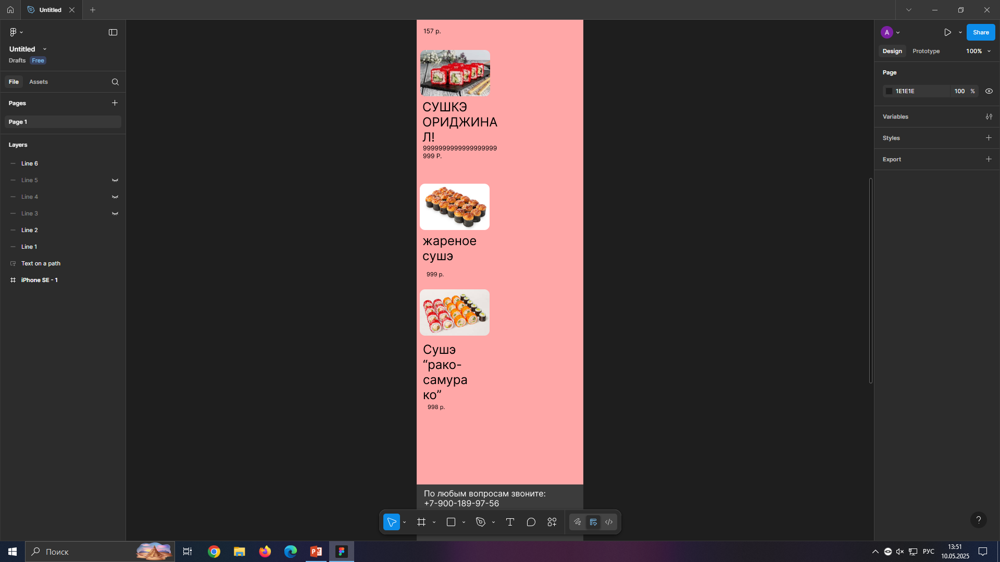 Untitled
Untitled
Drafts Free
File Assets
Pages
Page 1
Layers
Line 6
Line 5
Line 4
Line 3
Line 2
Line 1
Text on a path
iPhone SE - 1
157 р.
СУШКЭ
ОРИДЖИНА
Л!
99999999999999999999
999 Р.
жареное
сушэ
999 р.
Сушэ
“рако-
самура
ко”
998 р.
По любым вопросам звоните:
+7-900-189-97-56
A
Share
Design Prototype 100%
Page
1E1E1E 100 %
Variables
Styles
Export
?
Поиск
РУС
13:51
10.05.2025